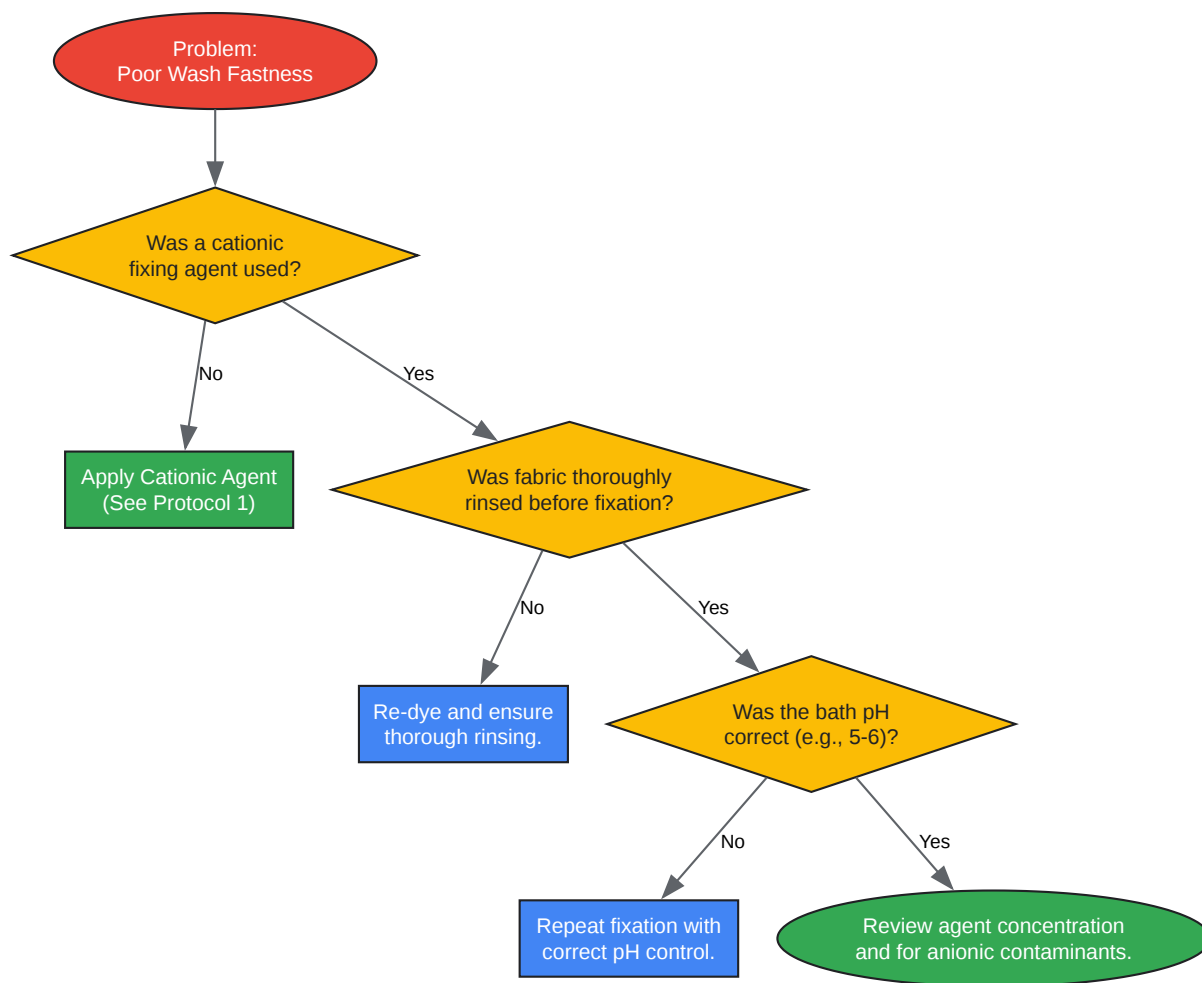 Problem:
Poor Wash Fastness
Was a cationic
fixing agent used?
No
Yes
Apply Cationic Agent
(See Protocol 1)
Was fabric thoroughly
rinsed before fixation?
No
Yes
Re-dye and ensure
thorough rinsing.
Was the bath pH
correct (e.g., 5-6)?
No
Yes
Repeat fixation with
correct pH control.
Review agent concentration
and for anionic contaminants.